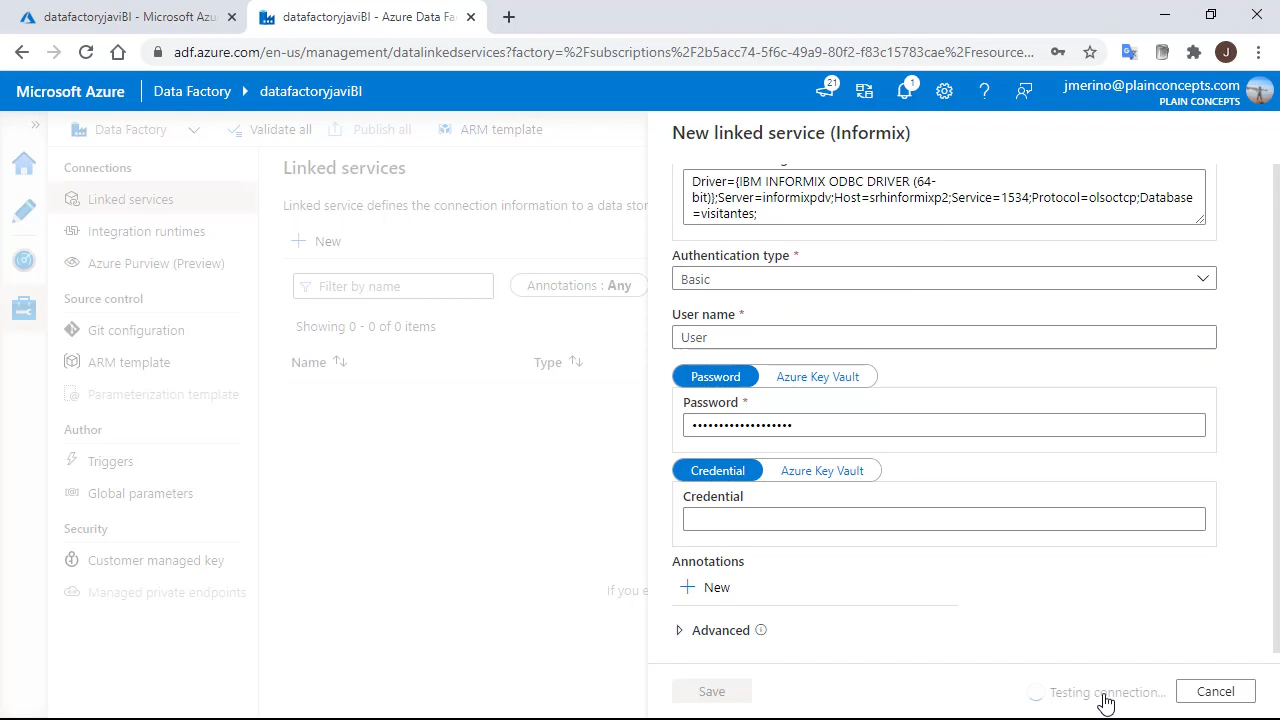 datafactoryjaviBI - Microsoft Azu
datafactoryjaviBI - Azure Data Fa
adf.azure.com/en-us/management/datalinkedservices?factory=%2Fsubscriptions%2F2b5acc74-5f6c-49a9-80f2-f83c15783cae%2Fresource...
J
Microsoft Azure
Data Factory
datafactoryjaviBI
21
1
jmerino@plainconcepts.com
PLAIN CONCEPTS
Data Factory
Validate all
Publish all
ARM template
Connections
Linked services
Integration runtimes
Azure Purview (Preview)
Source control
Git configuration
ARM template
Parameterization template
Author
Triggers
Global parameters
Security
Customer managed key
Managed private endpoints
Linked services
Linked service defines the connection information to a data stor
New
Filter by name
Annotations : Any
Showing 0 - 0 of 0 items
Name
Type
If you e
New linked service (Informix)
Driver={IBM INFORMIX ODBC DRIVER (64-
bit)};Server=informixpdv;Host=srhinformixp2;Service=1534;Protocol=olsoctcp;Database
=visitantes;
Authentication type *
Basic
User name *
User
Password
Azure Key Vault
Password *
•••••••••••••••••••
Credential
Azure Key Vault
Credential
Annotations
New
Advanced
Save
Testing connection...
Cancel